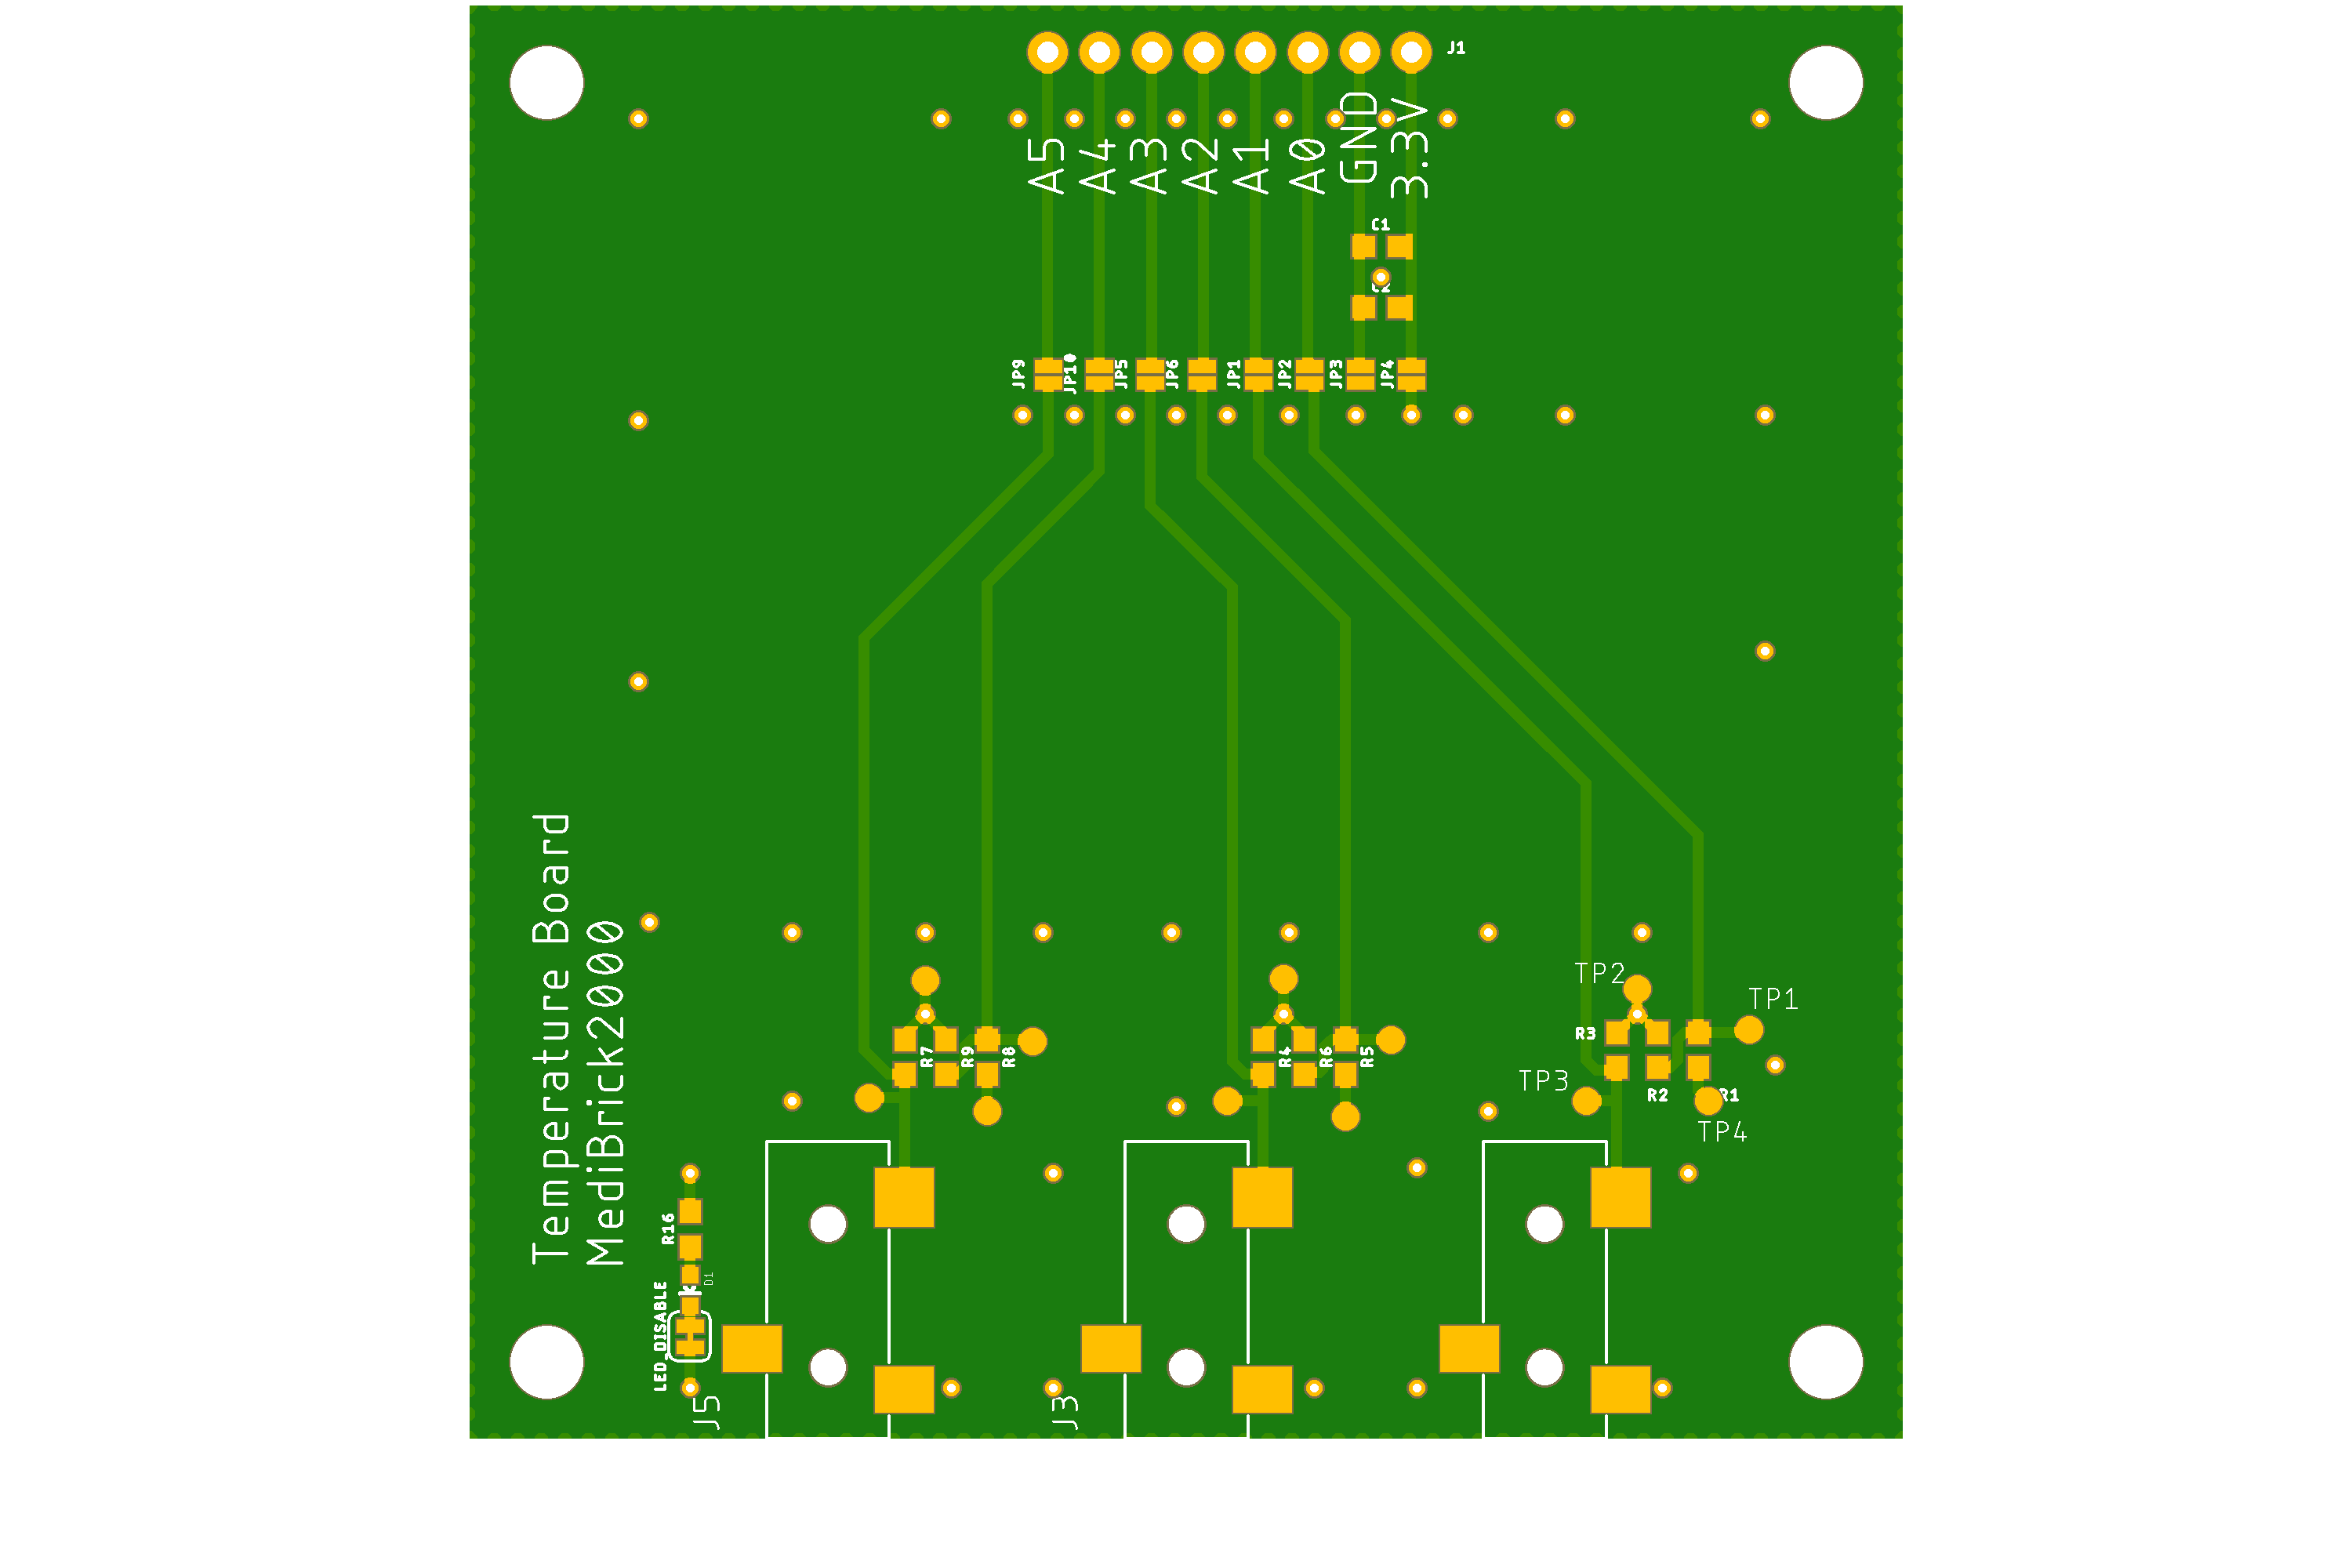 J1
A5
A4
A3
A2
A1
A0
GND
3.3V
C1
C2
JP9
JP10
JP5
JP6
JP1
JP2
JP3
JP4
Temperature Board
MediBrick2000
TP2
TP1
R3
R7
R9
R8
R4
R6
R5
TP3
R2
R1
TP4
R16
D1
LED_DISABLE
J5
J3